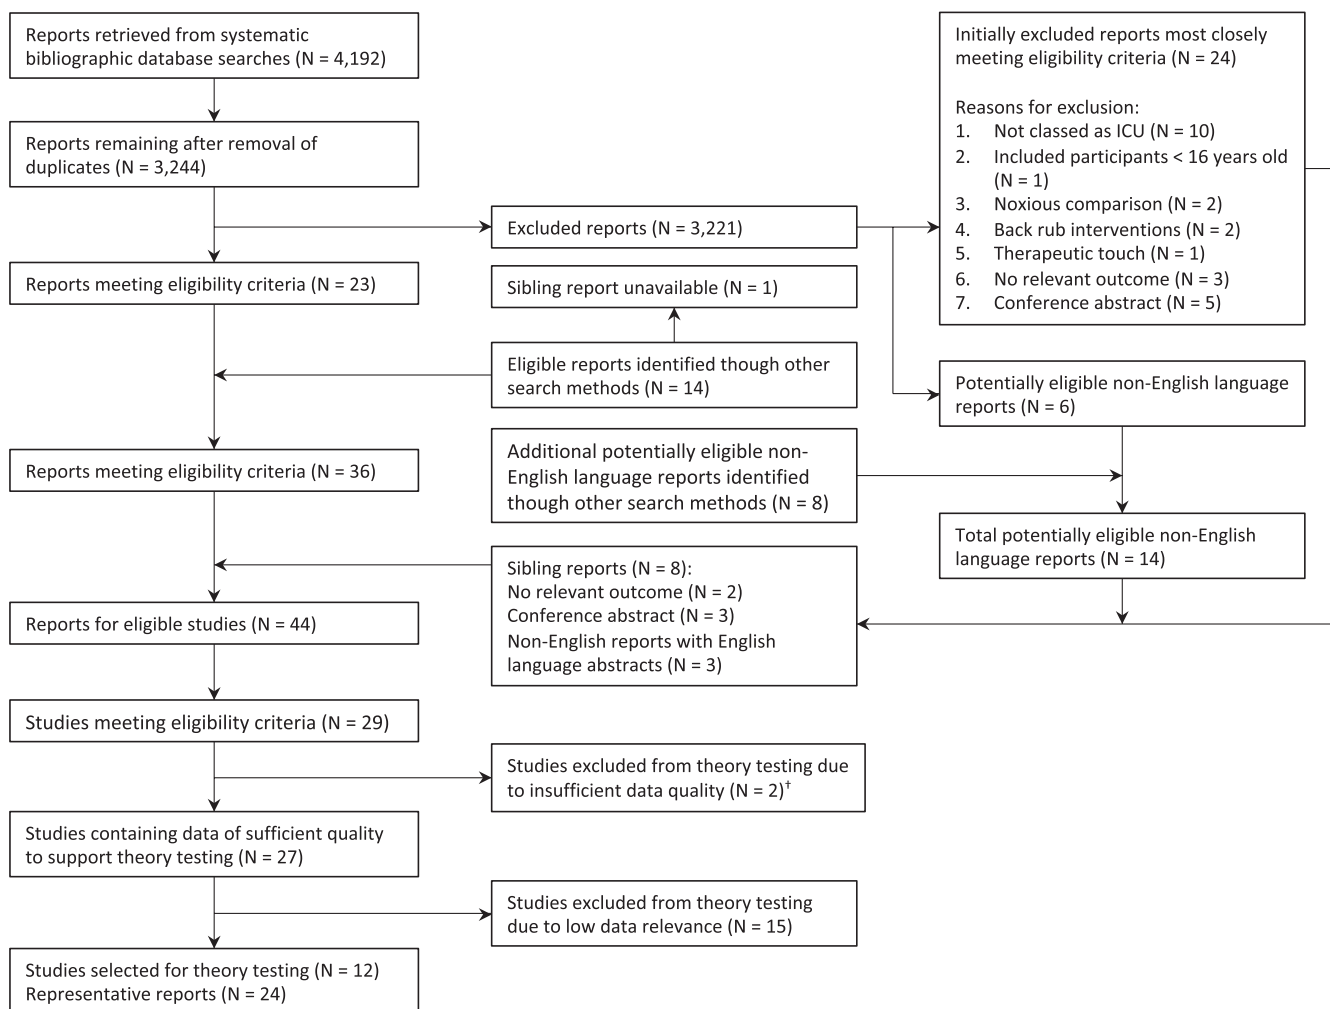 Reports retrieved from systematic
bibliographic database searches (N = 4,192)
Reports remaining after removal of
duplicates (N = 3,244)
Excluded reports (N = 3,221)
Initially excluded reports most closely
meeting eligibility criteria (N = 24)
Reasons for exclusion:
1. Not classed as ICU (N = 10)
2. Included participants < 16 years old
(N = 1)
3. Noxious comparison (N = 2)
4. Back rub interventions (N = 2)
5. Therapeutic touch (N = 1)
6. No relevant outcome (N = 3)
7. Conference abstract (N = 5)
Reports meeting eligibility criteria (N = 23)
Sibling report unavailable (N = 1)
Eligible reports identified though other
search methods (N = 14)
Potentially eligible non-English language
reports (N = 6)
Reports meeting eligibility criteria (N = 36)
Additional potentially eligible non-
English language reports identified
though other search methods (N = 8)
Total potentially eligible non-English
language reports (N = 14)
Sibling reports (N = 8):
No relevant outcome (N = 2)
Conference abstract (N = 3)
Non-English reports with English
language abstracts (N = 3)
Reports for eligible studies (N = 44)
Studies meeting eligibility criteria (N = 29)
Studies excluded from theory testing due
to insufficient data quality (N = 2)†
Studies containing data of sufficient quality
to support theory testing (N = 27)
Studies excluded from theory testing
due to low data relevance (N = 15)
Studies selected for theory testing (N = 12)
Representative reports (N = 24)